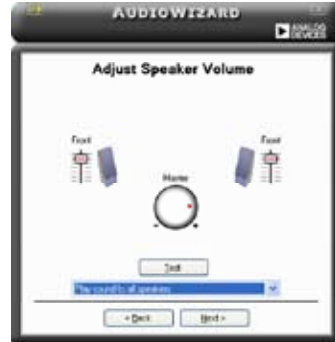 AUDIOWIZARD
ANALOG DEVICES
Adjust Speaker Volume
Front
Front
Master
- +
Test
Play sound to all speakers
< Back
Next >